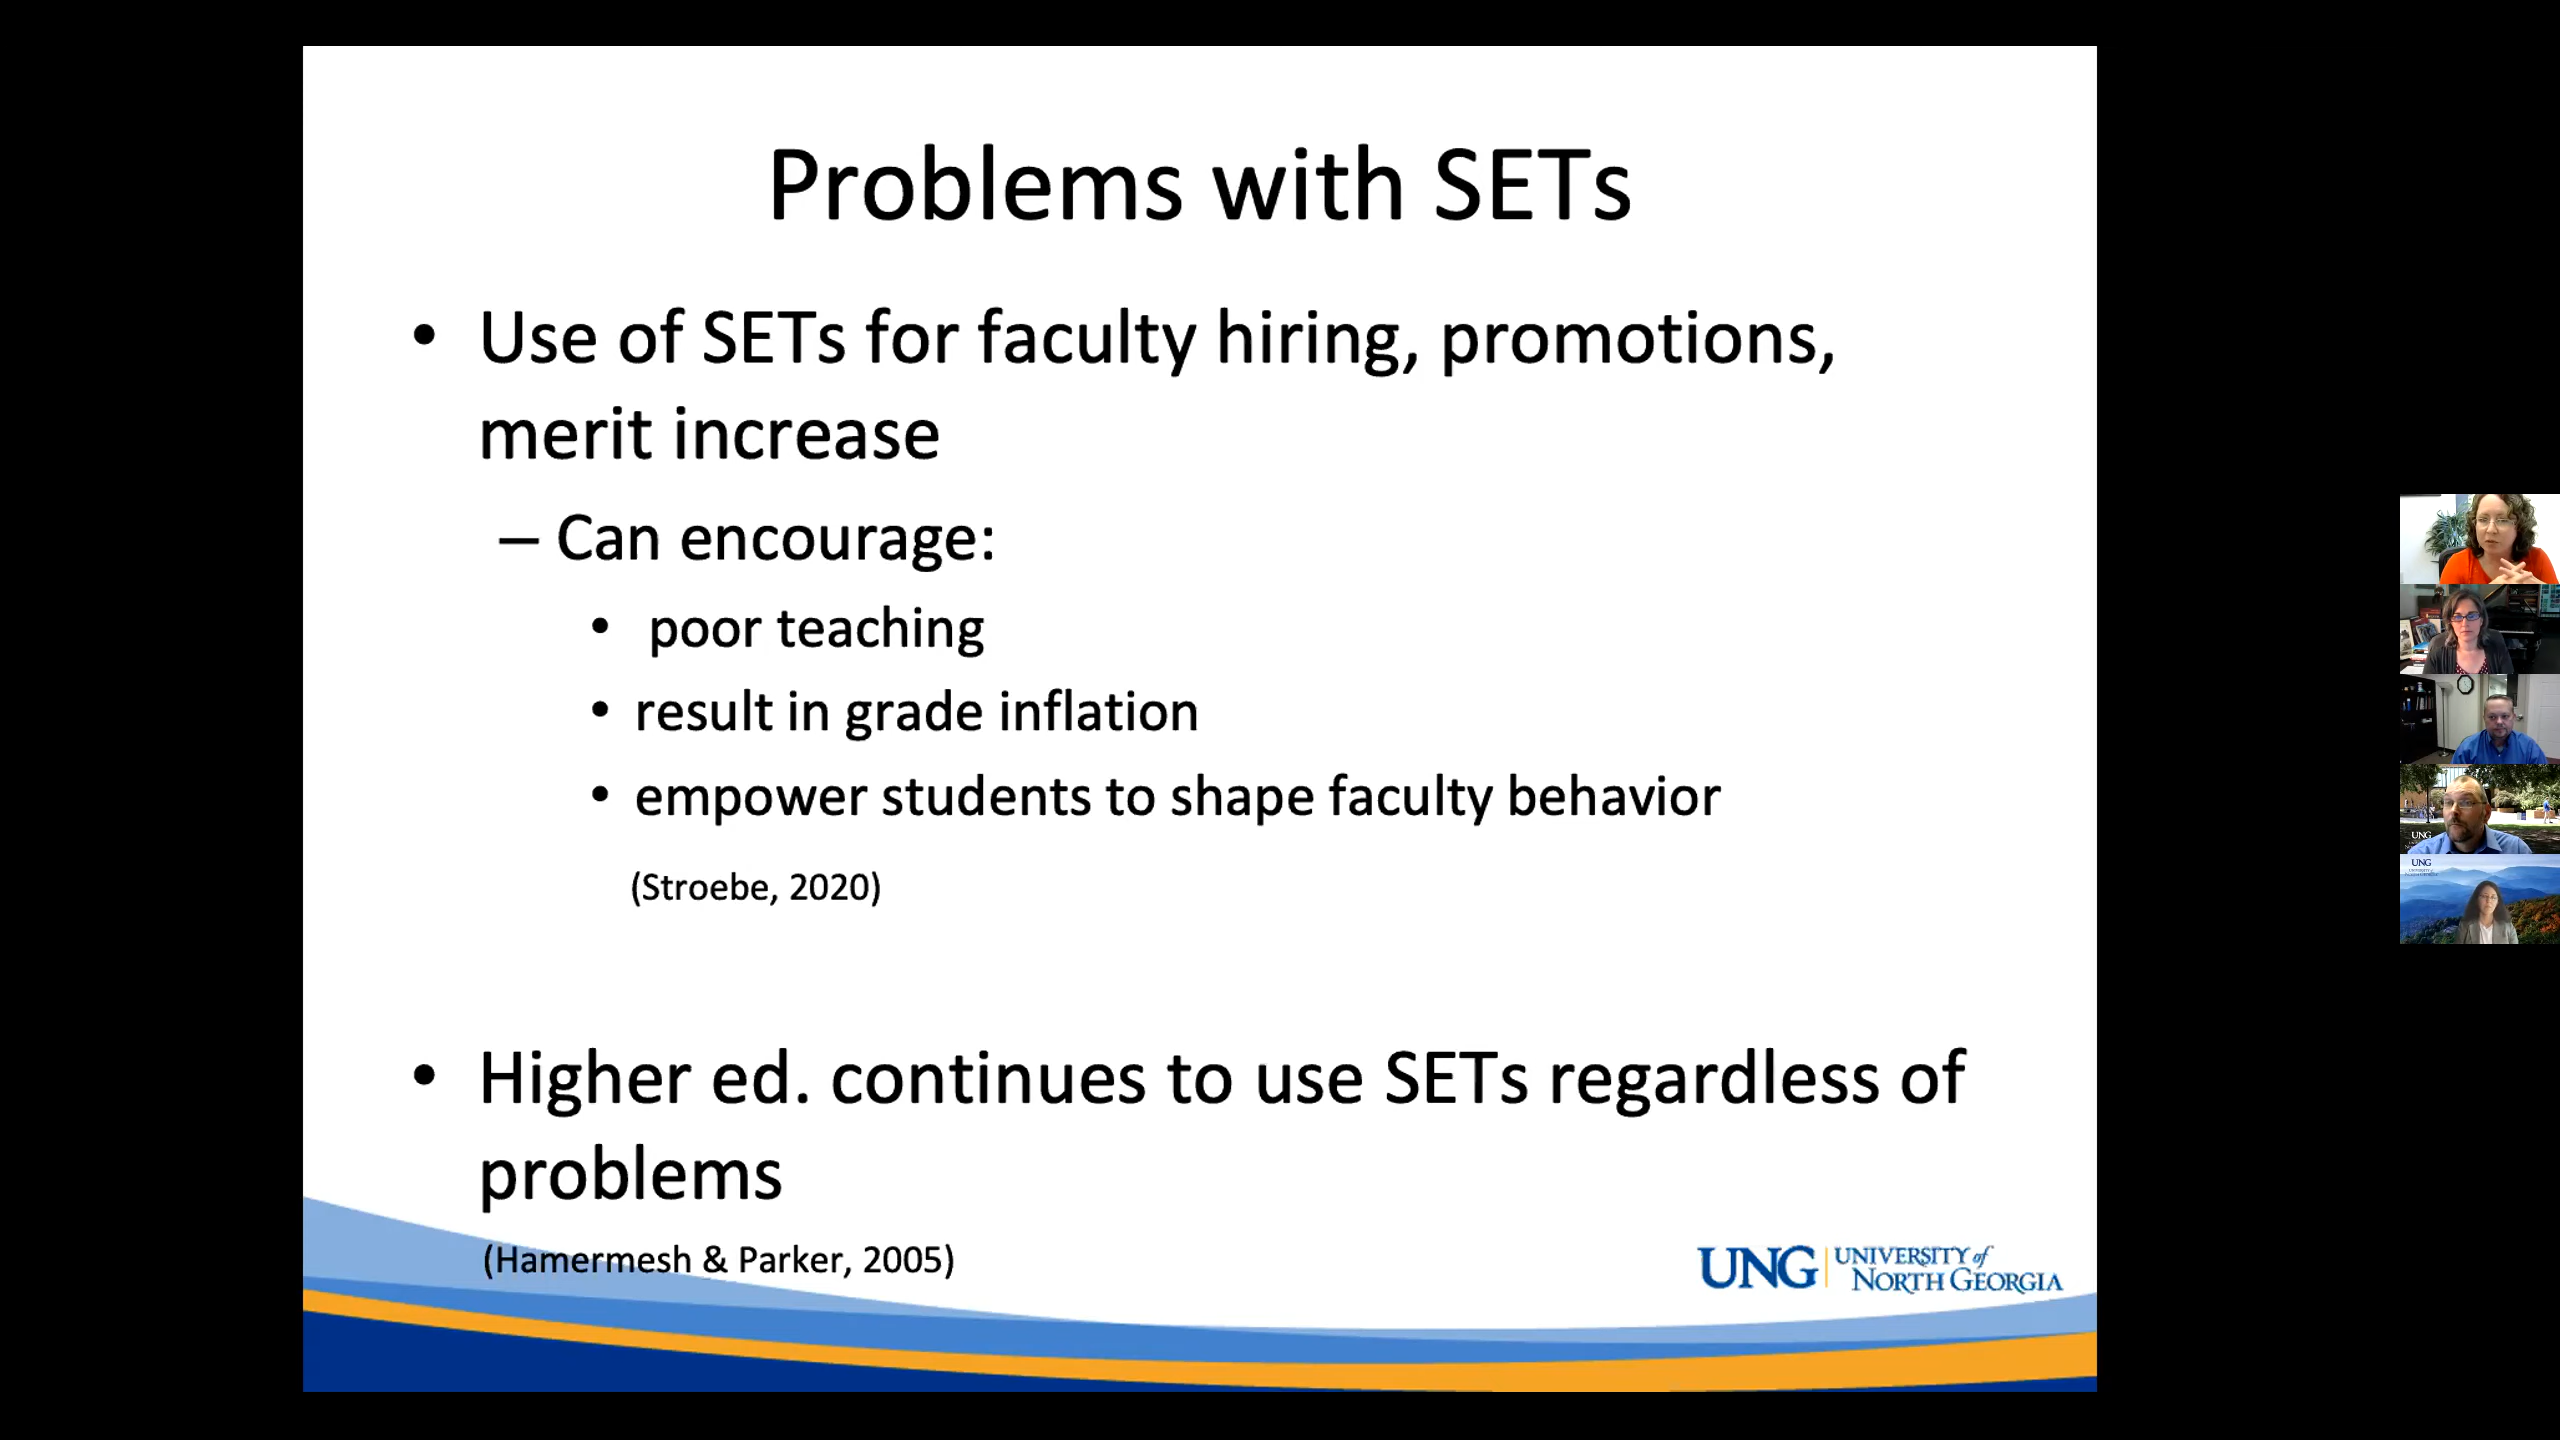 Problems with SETs
• Use of SETs for faculty hiring, promotions,
merit increase
– Can encourage:
• poor teaching
• result in grade inflation
• empower students to shape faculty behavior
(Stroebe, 2020)
• Higher ed. continues to use SETs regardless of
problems
(Hamermesh & Parker, 2005)
UNG UNIVERSITY of
NORTH GEORGIA
UNG
UNG